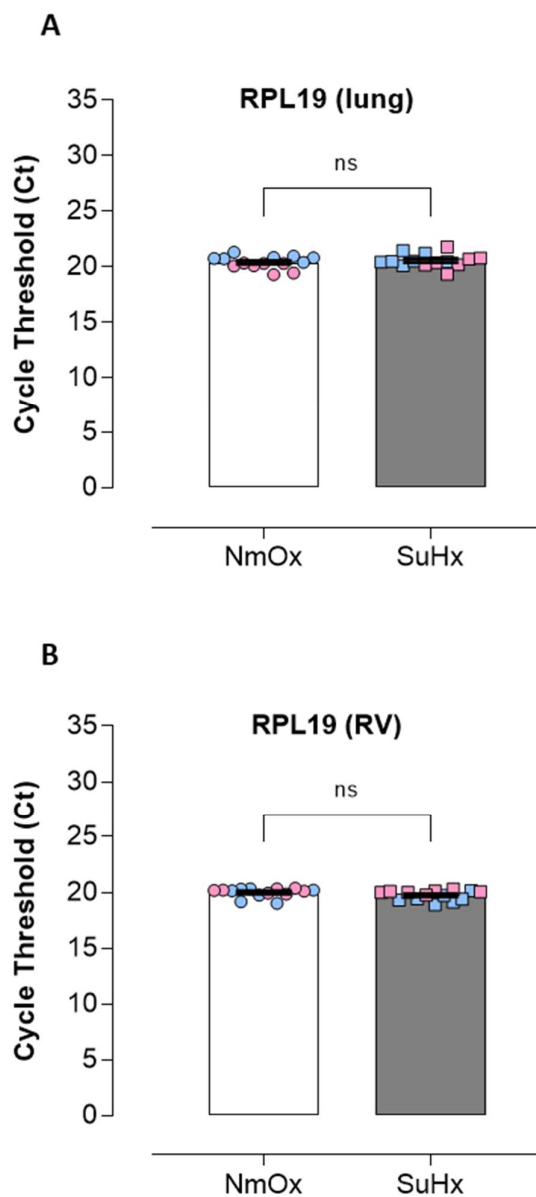 A
RPL19 (lung)
Cycle Threshold (Ct)
35
30
25
20
15
10
5
0
ns
NmOx
SuHx
B
RPL19 (RV)
Cycle Threshold (Ct)
35
30
25
20
15
10
5
0
ns
NmOx
SuHx